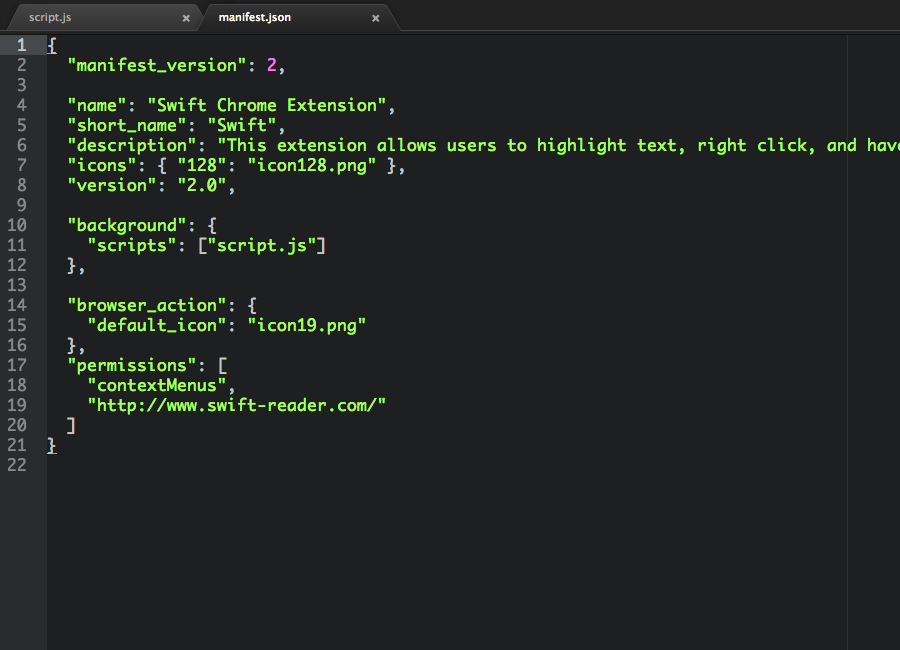 script.js × manifest.json ×
1 {
2 "manifest_version": 2,
3
4 "name": "Swift Chrome Extension",
5 "short_name": "Swift",
6 "description": "This extension allows users to highlight text, right click, and have
7 "icons": { "128": "icon128.png" },
8 "version": "2.0",
9
10 "background": {
11 "scripts": ["script.js"]
12 },
13
14 "browser_action": {
15 "default_icon": "icon19.png"
16 },
17 "permissions": [
18 "contextMenus",
19 "http://www.swift-reader.com/"
20 ]
21 }
22